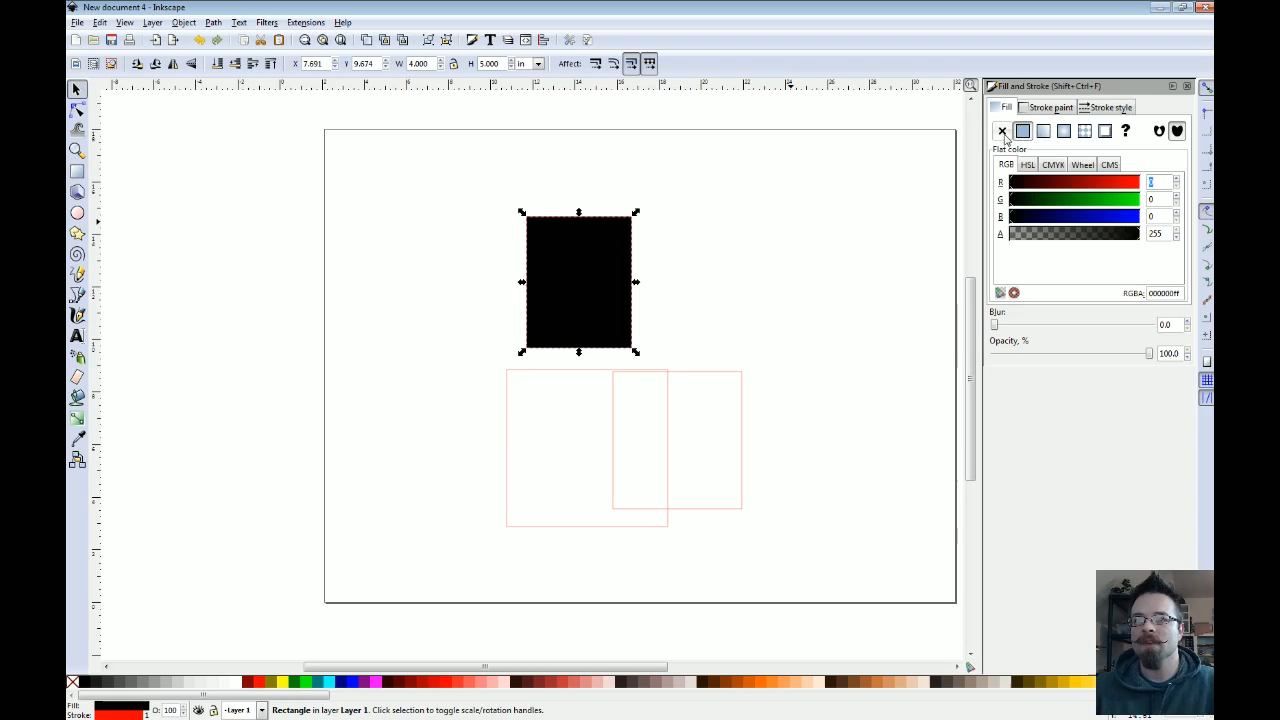 New document 4 - Inkscape
File Edit View Layer Object Path Text Filters Extensions Help
X 7.691 Y 9.674 W 4.000 H 5.000 in Affect:
Fill and Stroke (Shift+Ctrl+F)
Fill Stroke paint Stroke style
Flat color
RGB HSL CMYK Wheel CMS
R 0
G 0
B 0
A 255
RGBA: 000000ff
Blur:
0.0
Opacity, %
100.0
Fill:
Stroke: 1 O: 100 Layer 1 Rectangle in layer Layer 1. Click selection to toggle scale/rotation handles.